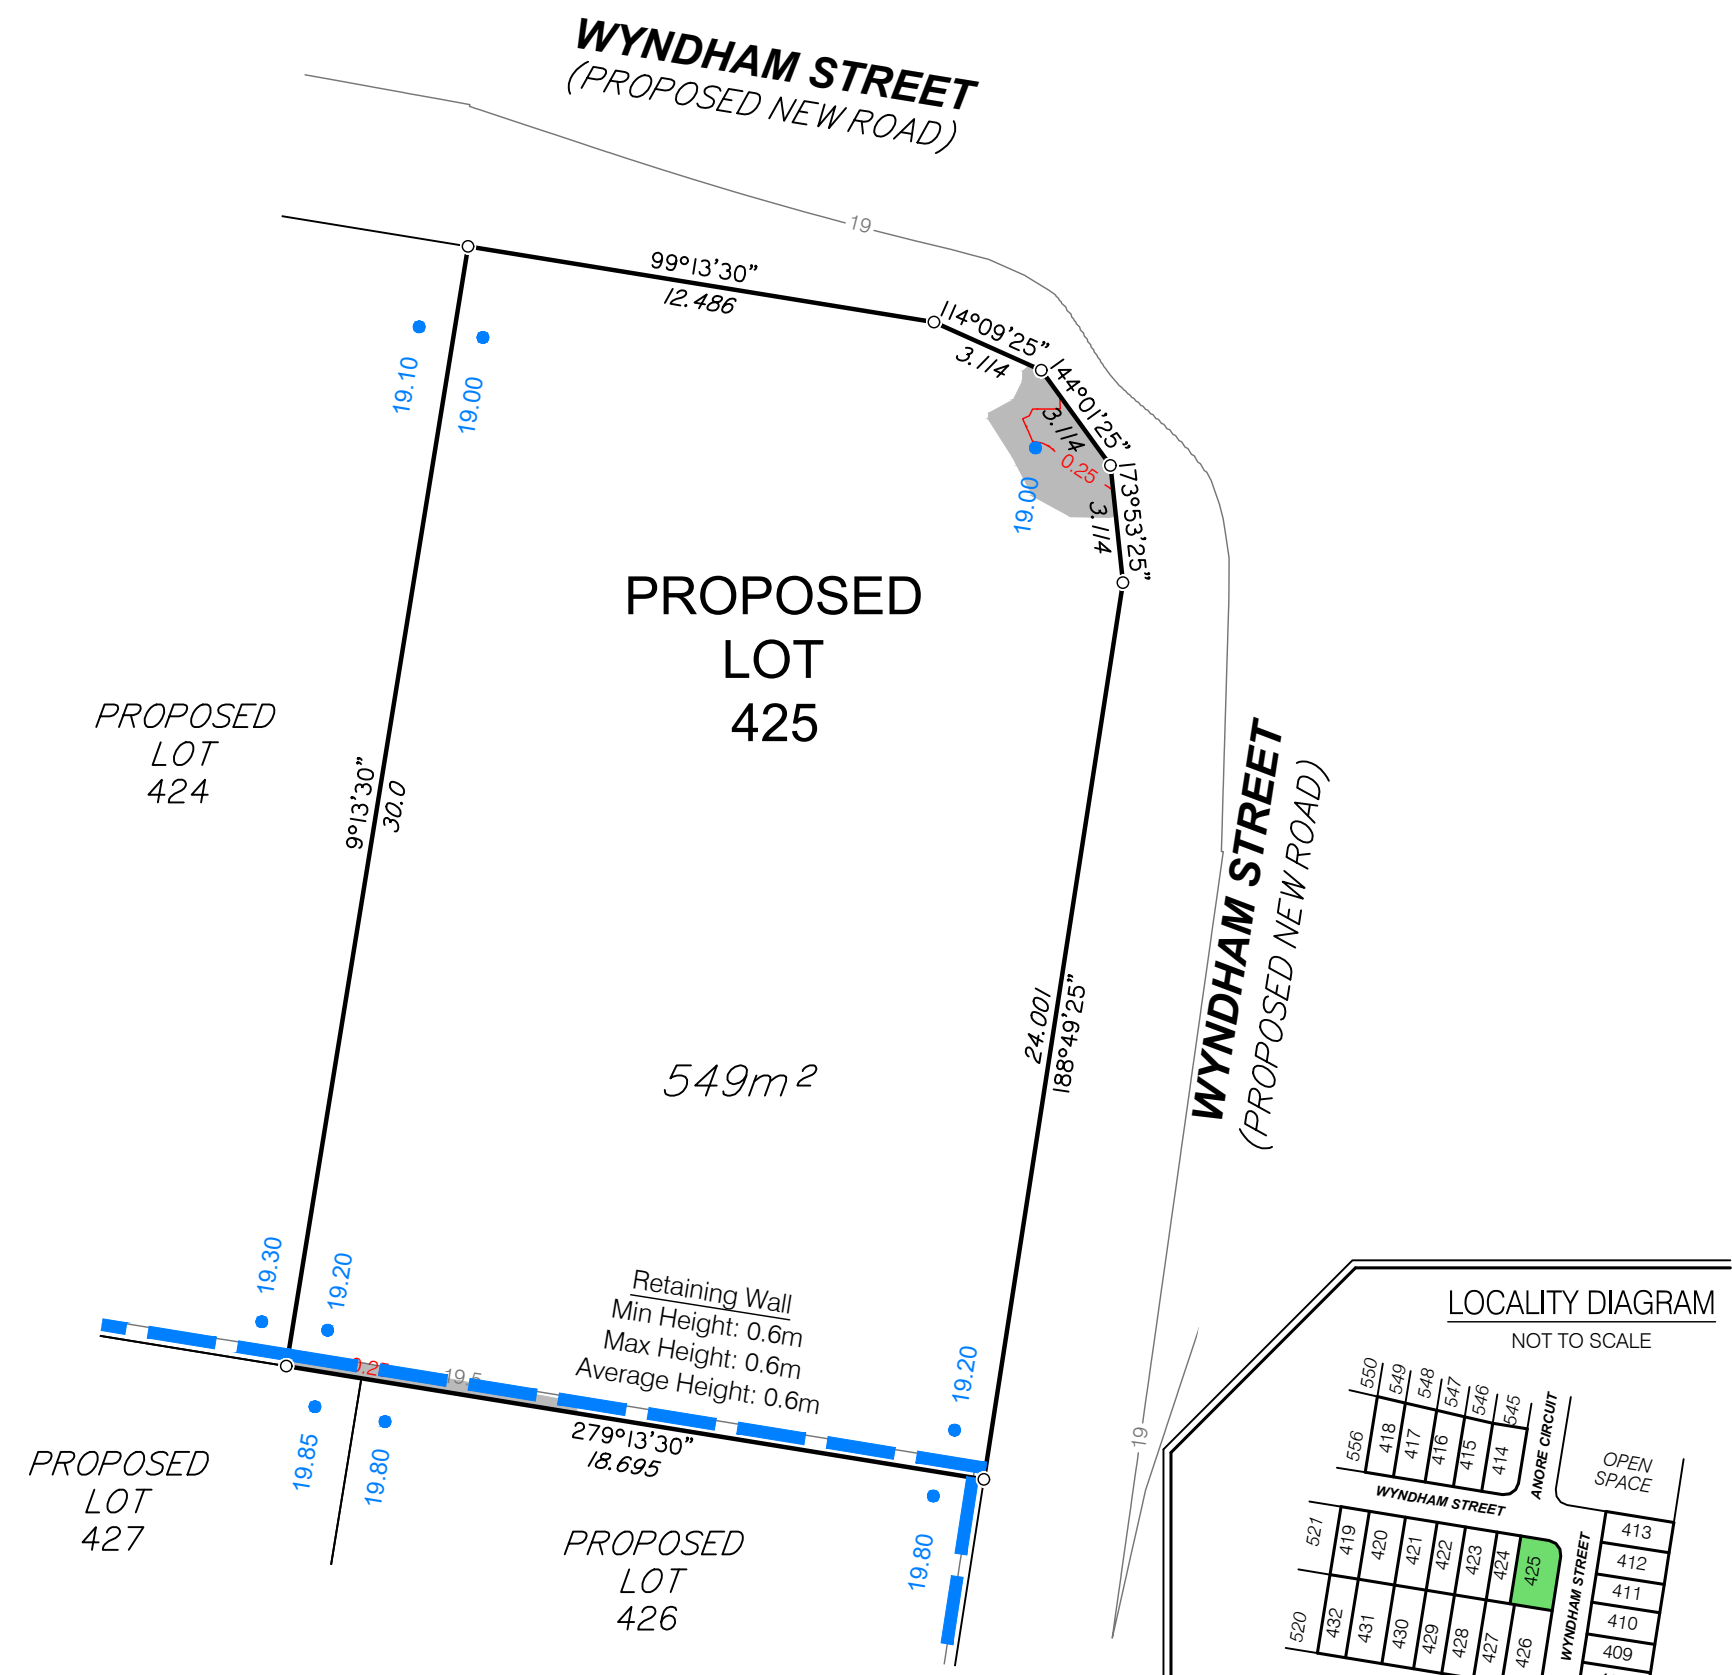 WYNDHAM STREET
(PROPOSED NEW ROAD)
19
99°13'30"
12.486
114°09'25"
3.114
144°01'25"
3.114
0.25
173°53'25"
3.114
19.10
19.00
19.00
PROPOSED
LOT
425
PROPOSED
LOT
424
9°13'30"
30.0
WYNDHAM STREET
(PROPOSED NEW ROAD)
24.001
188°49'25"
549m²
19.30
19.20
Retaining Wall
Min Height: 0.6m
Max Height: 0.6m
Average Height: 0.6m
19.20
19.5
279°13'30"
18.695
19.85
19.80
19.80
19
PROPOSED
LOT
427
PROPOSED
LOT
426
LOCALITY DIAGRAM
NOT TO SCALE
550
549
548
547
546
545
556
418
417
416
415
414
ANORE CIRCUIT
OPEN
SPACE
WYNDHAM STREET
521
419
420
421
422
423
424
425
WYNDHAM STREET
413
412
411
410
409
520
432
431
430
429
428
427
426